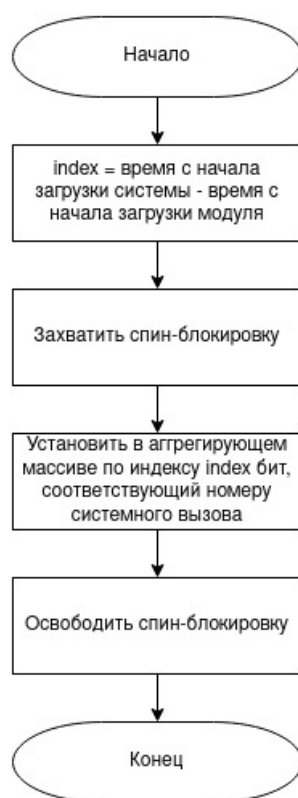 Начало
index = время с начала
загрузки системы - время с
начала загрузки модуля
Захватить спин-блокировку
Установить в аггрегирующем
массиве по индексу index бит,
соответствующий номеру
системного вызова
Освободить спин-блокировку
Конец